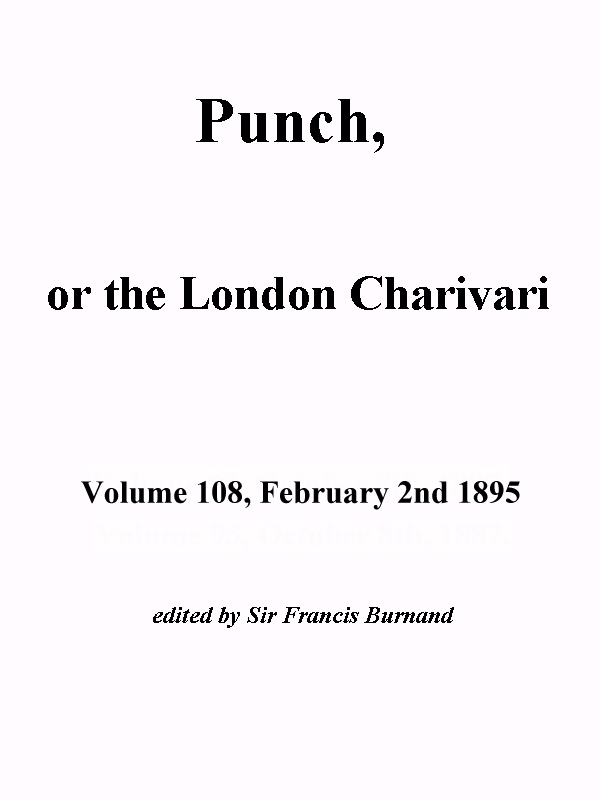 Punch,
or the London Charivari
Volume 108, February 2nd 1895
edited by Sir Francis Burnand